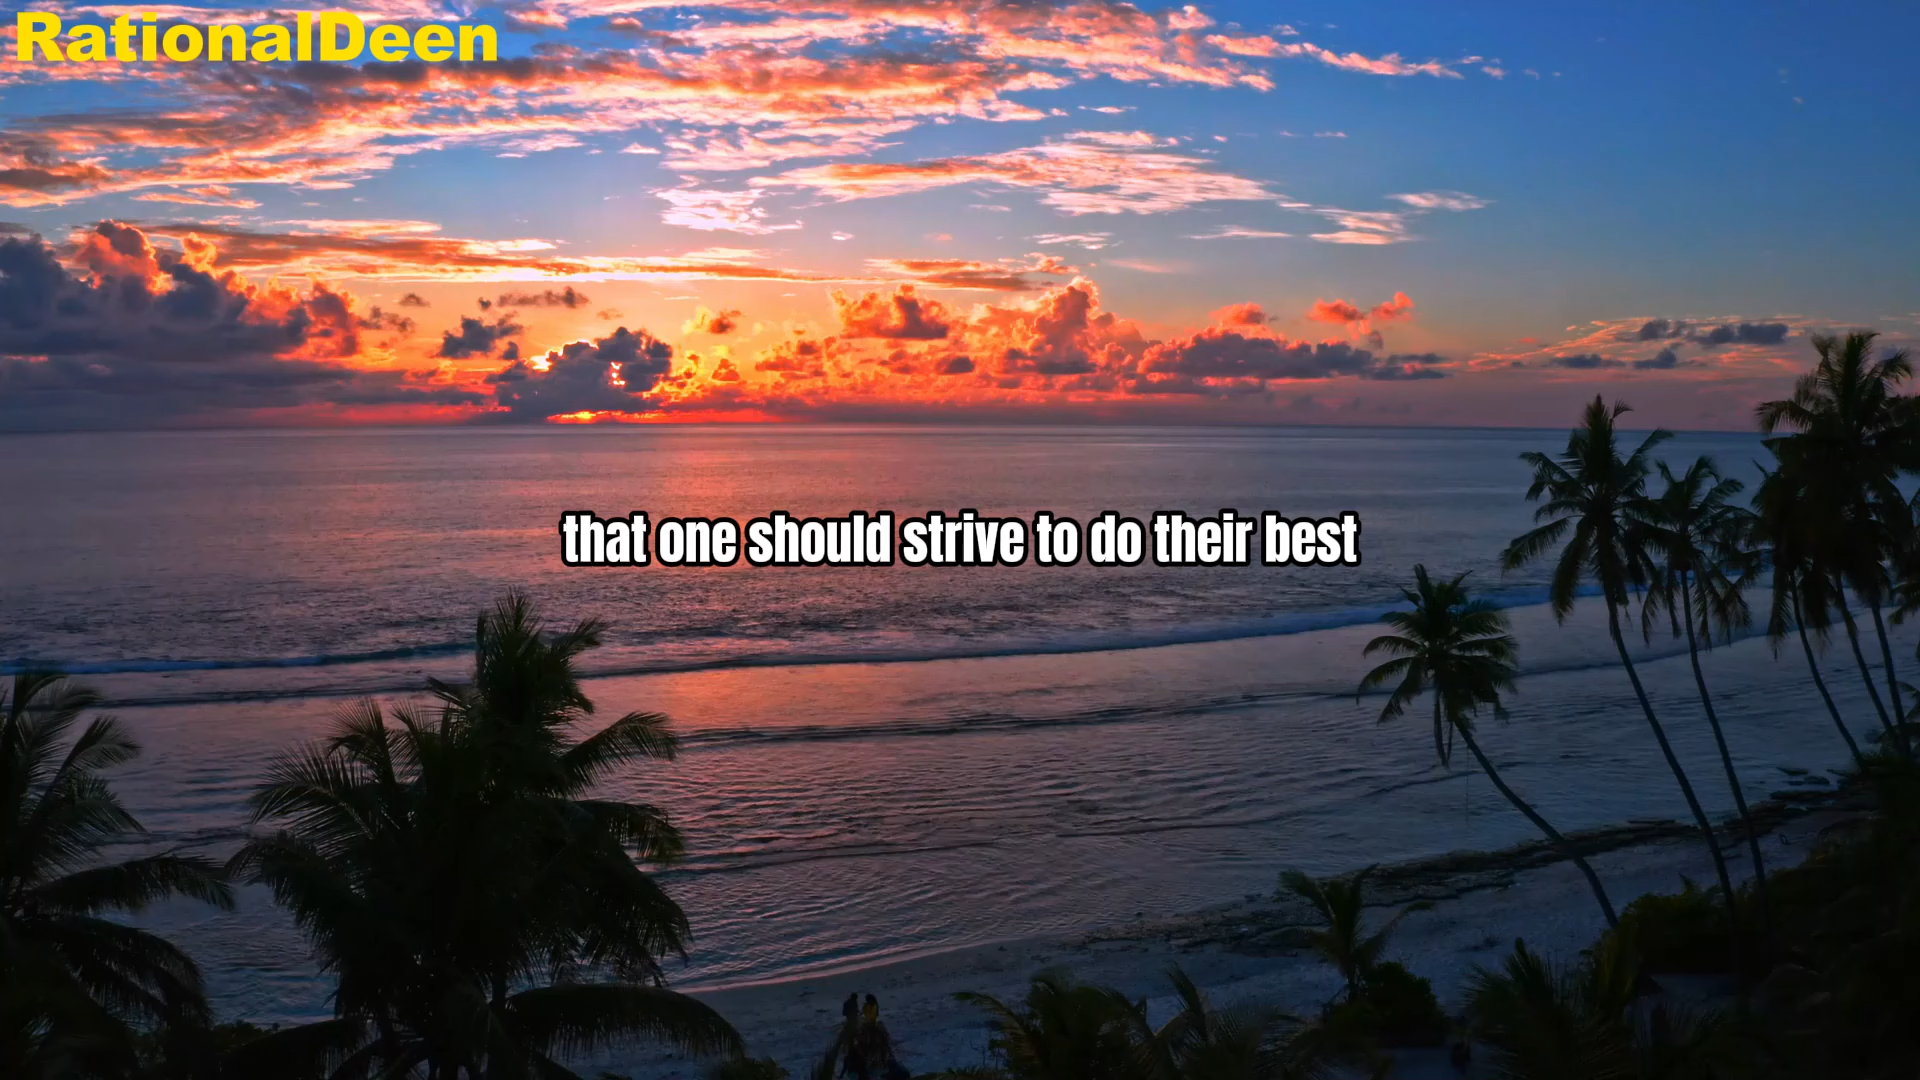 RationalDeen
that one should strive to do their best